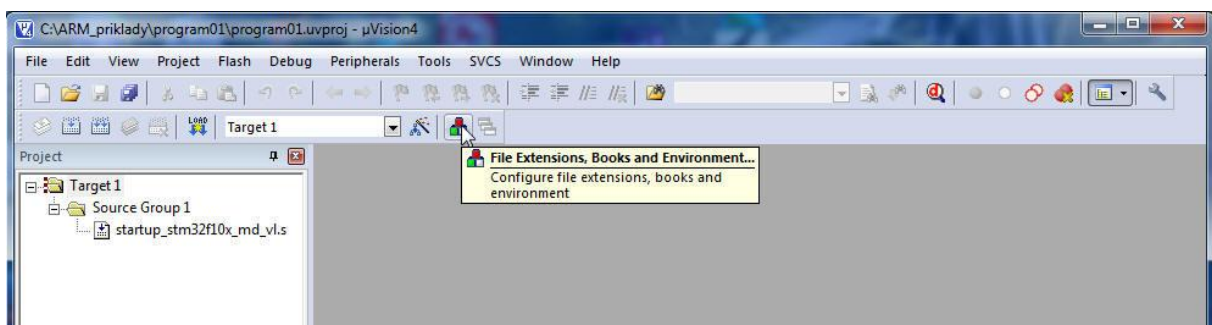 C:\ARM_priklady\program01\program01.uvproj - µVision4
File Edit View Project Flash Debug Peripherals Tools SVCS Window Help
LOAD Target 1
Project
Target 1
Source Group 1
startup_stm32f10x_md_vl.s
File Extensions, Books and Environment...
Configure file extensions, books and
environment